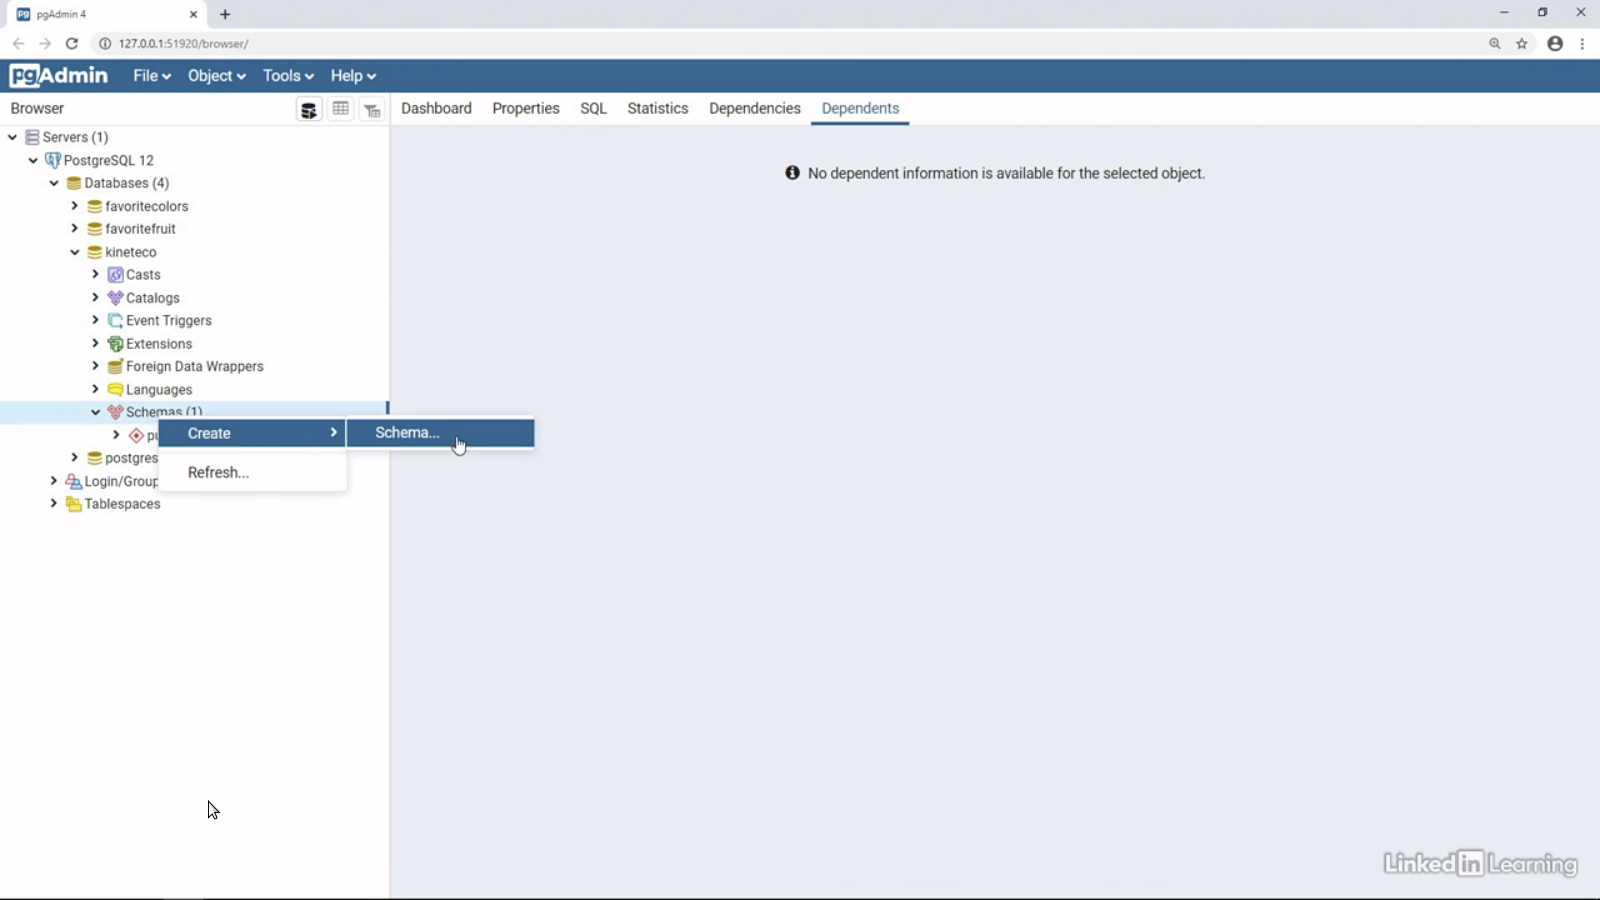 pgAdmin 4
127.0.0.1:51920/browser/
pgAdmin File Object Tools Help
Browser
Dashboard Properties SQL Statistics Dependencies Dependents
Servers (1)
PostgreSQL 12
Databases (4)
favoritecolors
favoritefruit
kineteco
Casts
Catalogs
Event Triggers
Extensions
Foreign Data Wrappers
Languages
Schemas (1)
Create
Schema...
Refresh...
postgres
Login/Group
Tablespaces
No dependent information is available for the selected object.
Linked in Learning